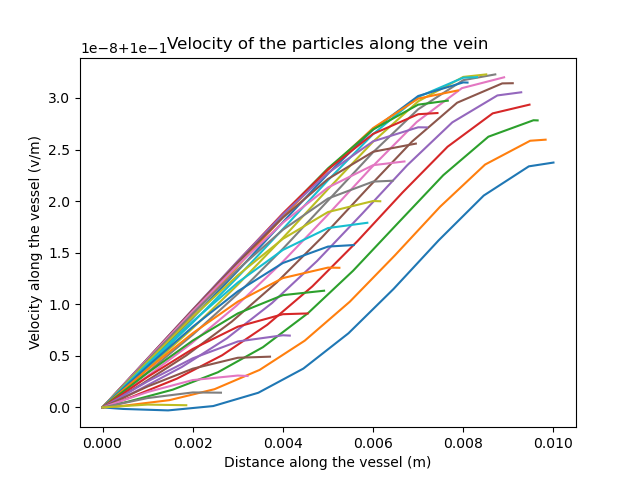 Velocity of the particles along the vein
1e−8+1e−1
Velocity along the vessel (v/m)
3.0
2.5
2.0
1.5
1.0
0.5
0.0
0.000 0.002 0.004 0.006 0.008 0.010
Distance along the vessel (m)